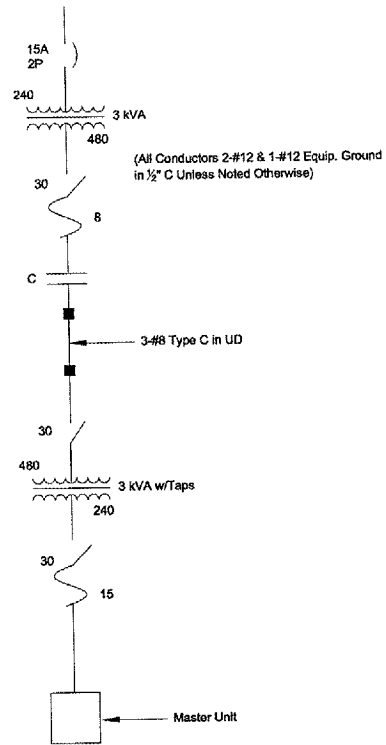 15A
2P
240
3 kVA
480
(All Conductors 2-#12 & 1-#12 Equip. Ground
in ½" C Unless Noted Otherwise)
30
8
C
3-#8 Type C in UD
30
480
3 kVA w/Taps
240
30
15
Master Unit